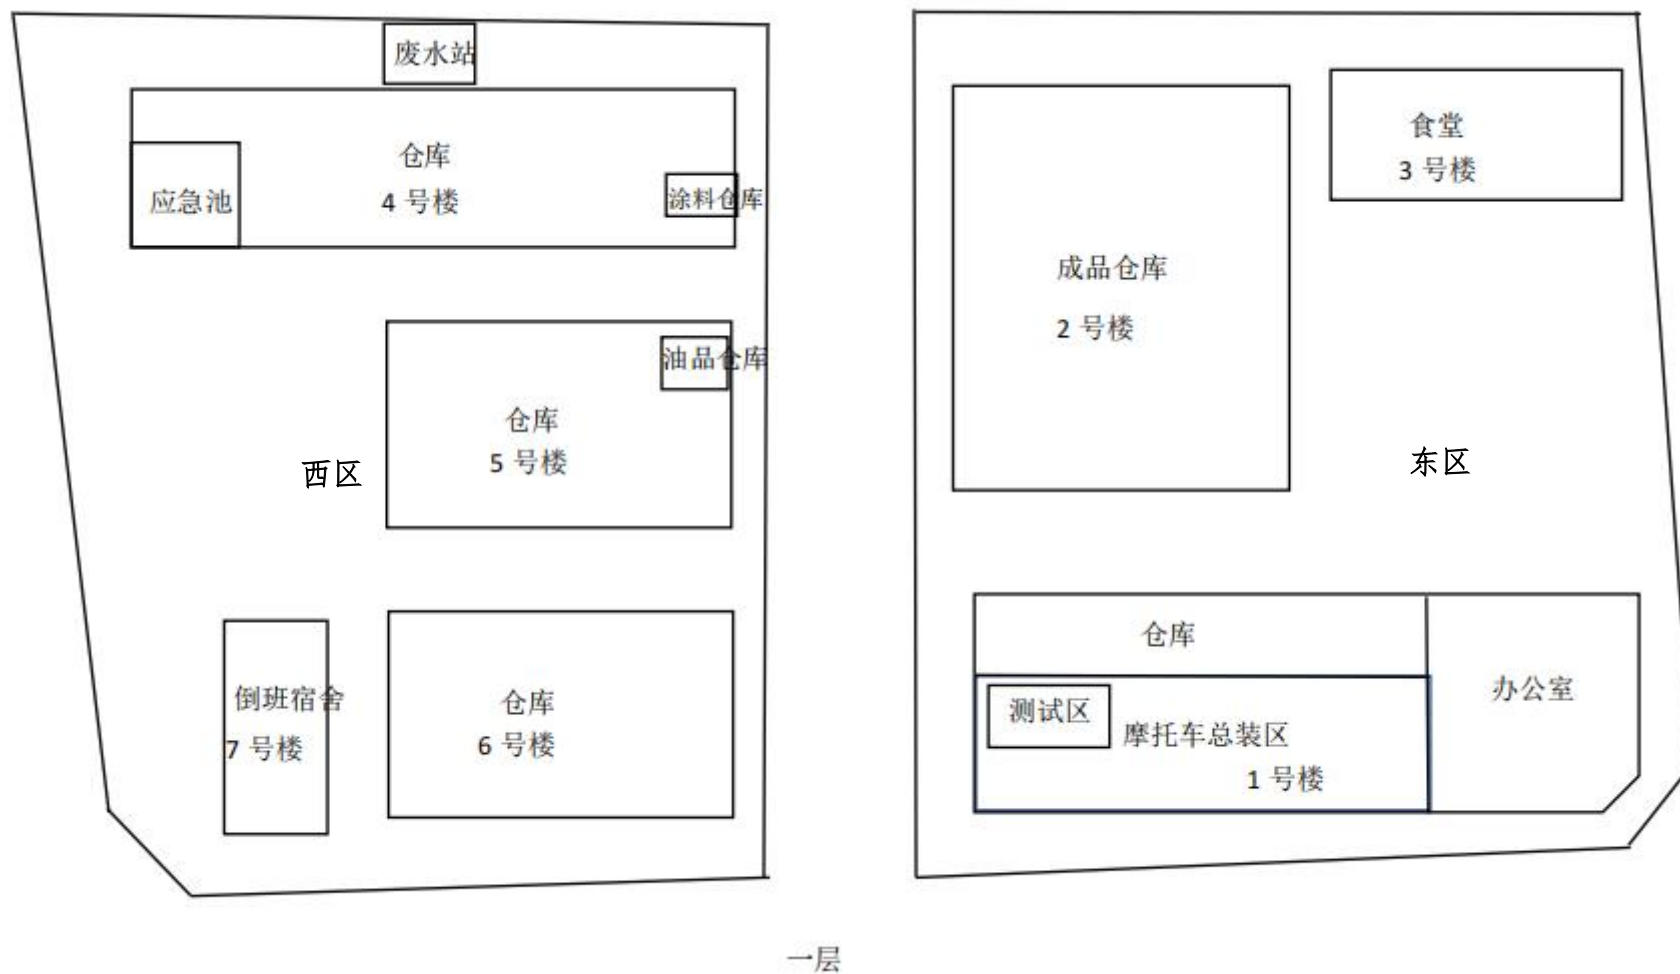 废水站
仓库
4 号楼
应急池
涂料仓库
油品仓库
仓库
5 号楼
西区
倒班宿舍
7 号楼
仓库
6 号楼
食堂
3 号楼
成品仓库
2 号楼
东区
仓库
测试区
摩托车总装区
1 号楼
办公室
一层